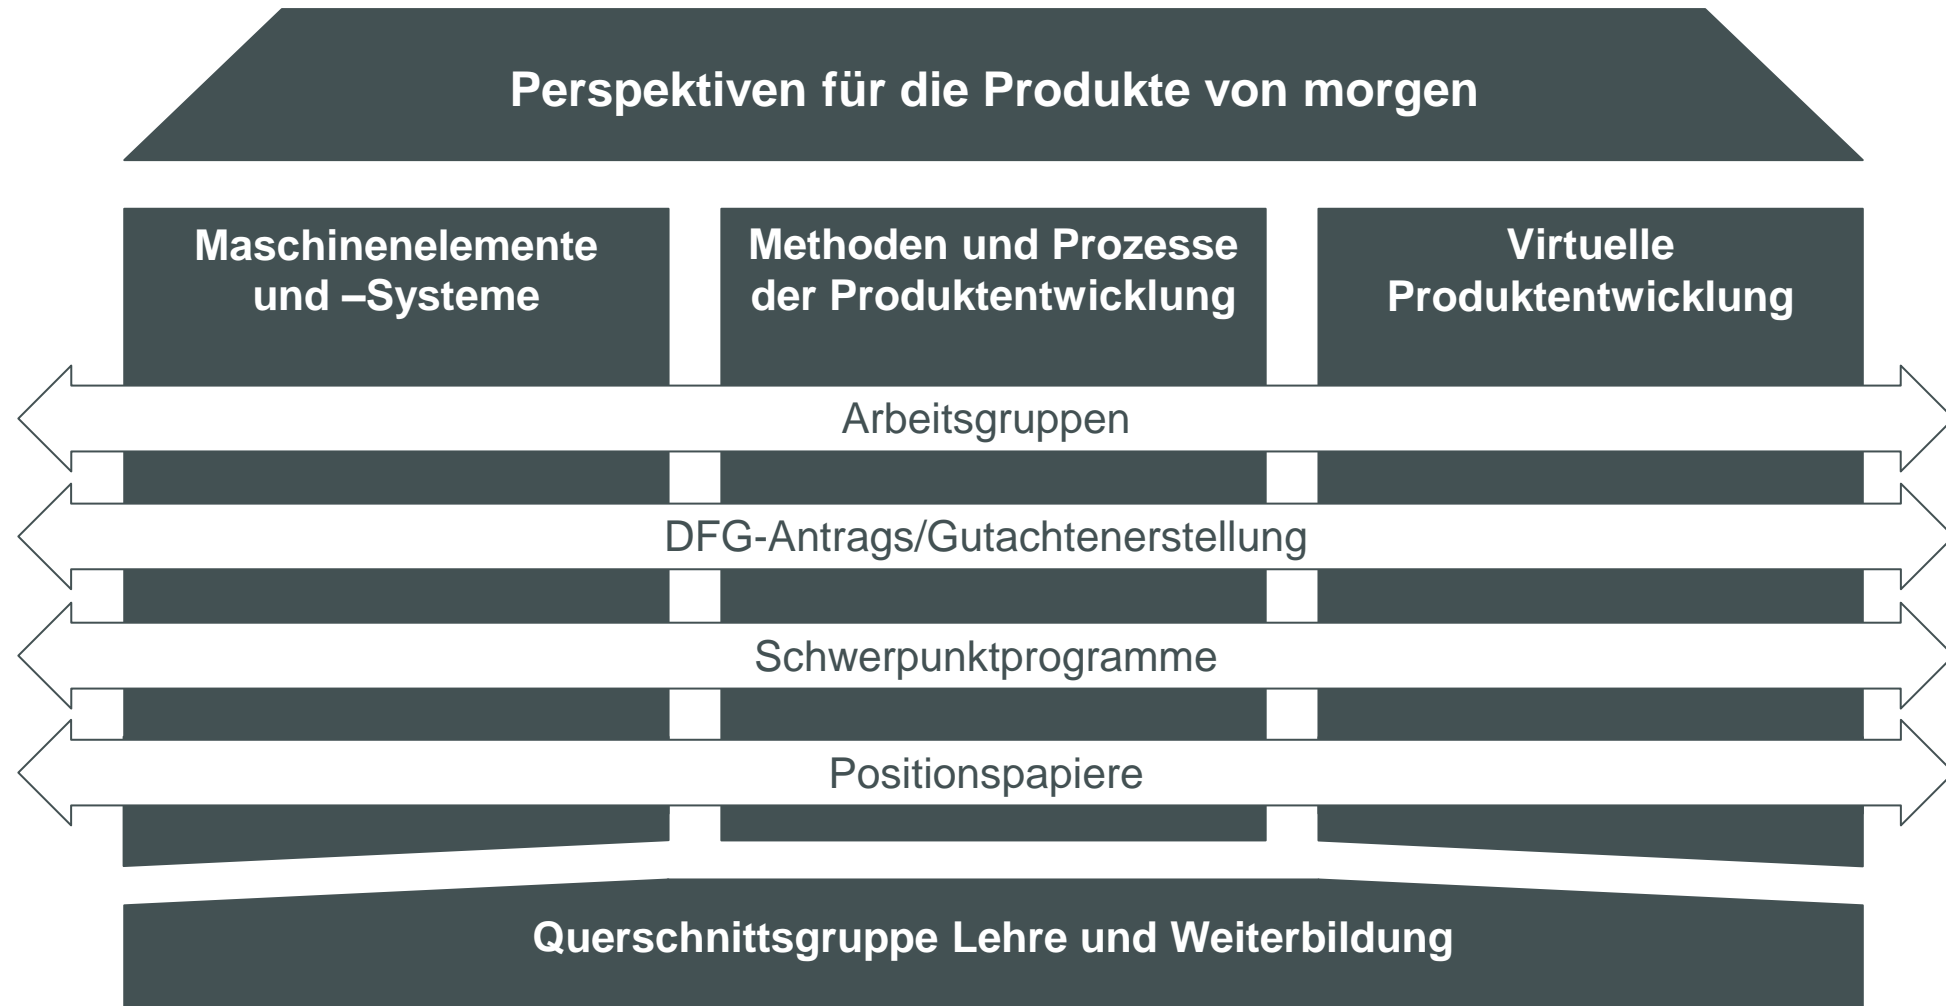 Perspektiven für die Produkte von morgen
Maschinenelemente
und –Systeme
Methoden und Prozesse
der Produktentwicklung
Virtuelle
Produktentwicklung
Arbeitsgruppen
DFG-Antrags/Gutachtenerstellung
Schwerpunktprogramme
Positionspapiere
Querschnittsgruppe Lehre und Weiterbildung